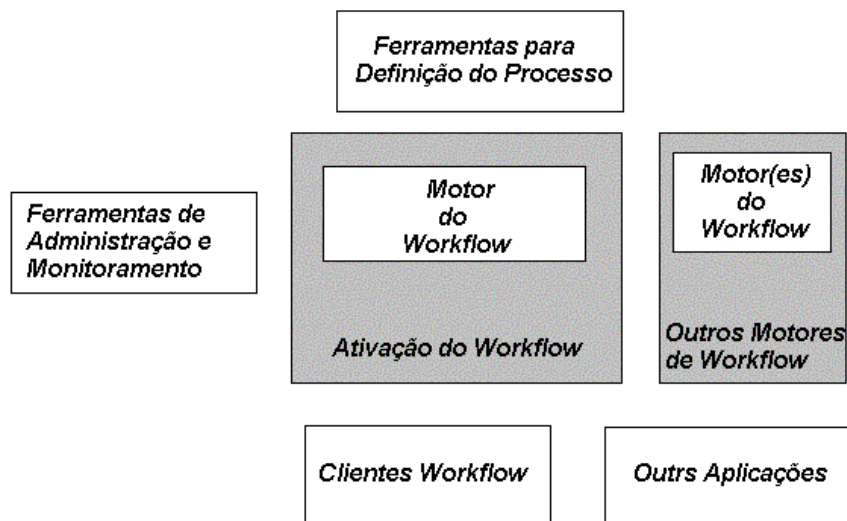 Ferramentas para
Definição do Processo
Motor
do
Workflow
Motor(es)
do
Workflow
Ferramentas de
Administração e
Monitoramento
Ativação do Workflow
Outros Motores
de Workflow
Clientes Workflow
Outrs Aplicações